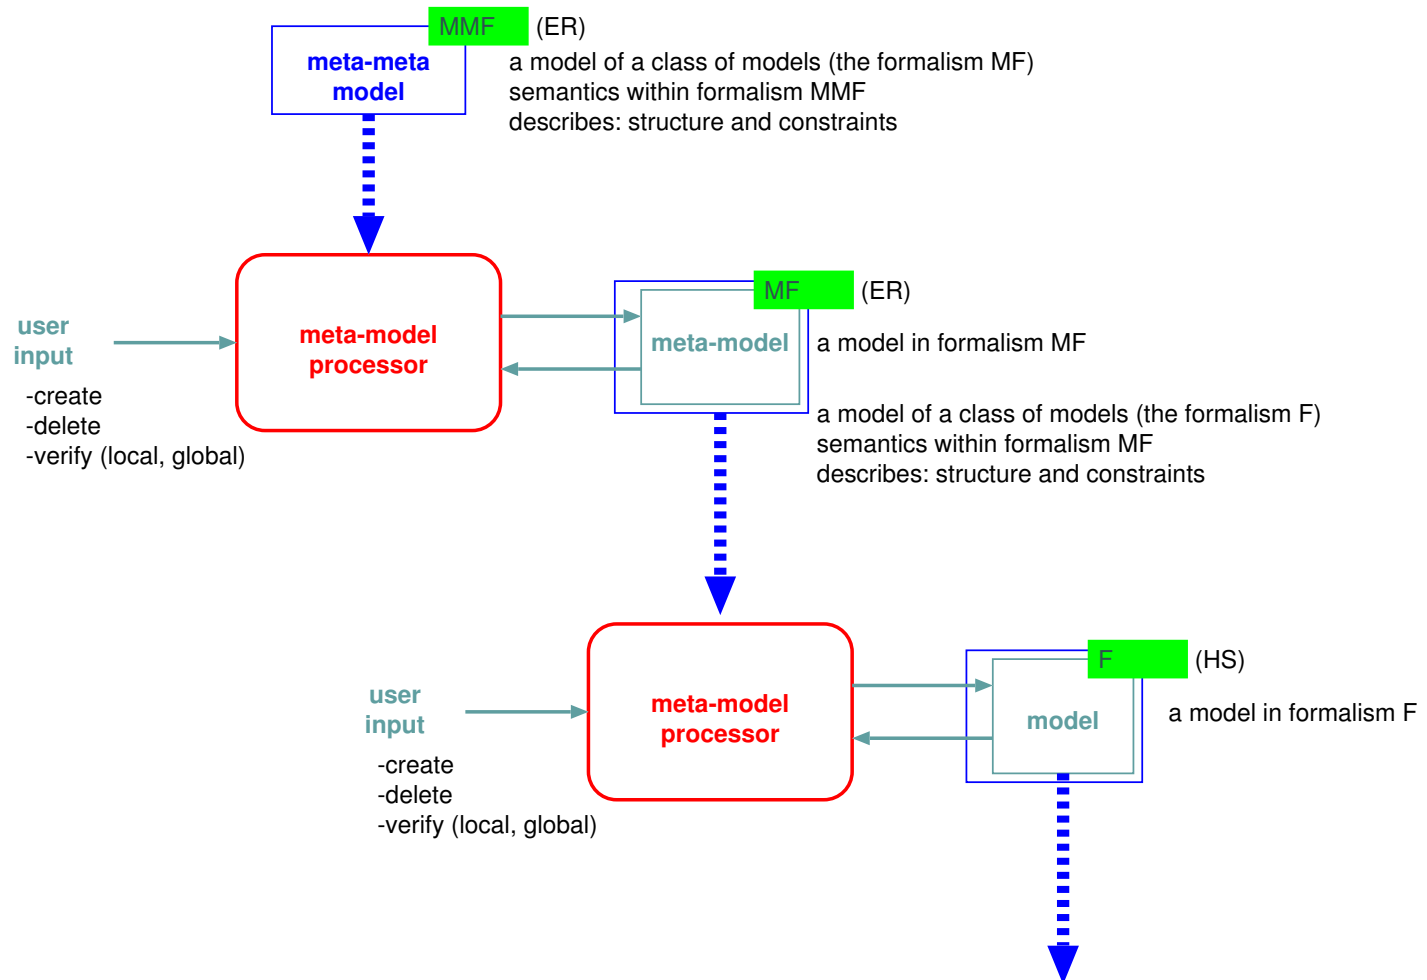 MMF (ER)
meta-meta
model
a model of a class of models (the formalism MF)
semantics within formalism MMF
describes: structure and constraints
MF (ER)
user
input
meta-model
processor
meta-model
a model in formalism MF
-create
-delete
-verify (local, global)
a model of a class of models (the formalism F)
semantics within formalism MF
describes: structure and constraints
F (HS)
user
input
meta-model
processor
model
a model in formalism F
-create
-delete
-verify (local, global)